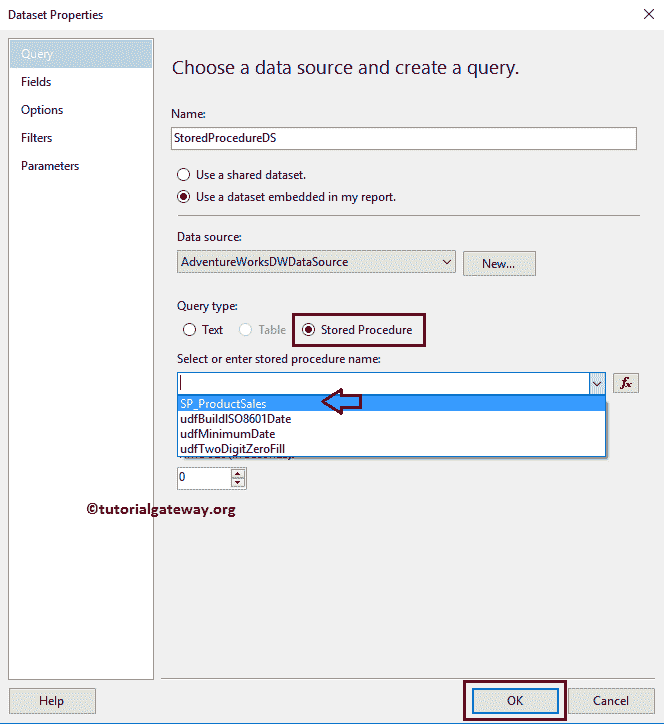 Dataset Properties
Query
Fields
Options
Filters
Parameters
Choose a data source and create a query.
Name:
StoredProcedureDS
Use a shared dataset.
Use a dataset embedded in my report.
Data source:
AdventureWorksDWDataSource
New...
Query type:
Text Table Stored Procedure
Select or enter stored procedure name:
fx
SP_ProductSales
udfBuildISO8601Date
udfMinimumDate
udfTwoDigitZeroFill
0
©tutorialgateway.org
Help OK Cancel